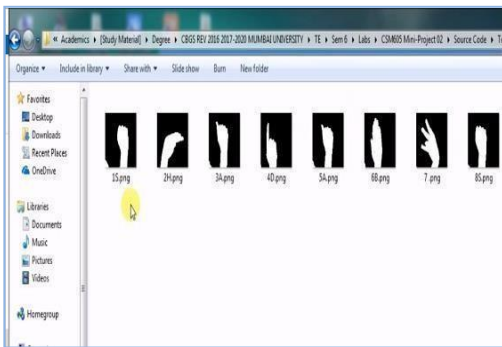 « Academics ▸ [Study Material] ▸ Degree ▸ CBGS REV 2016 2017-2020 MUMBAI UNIVERSITY ▸ TE ▸ Sem 6 ▸ Labs ▸ CSM605 Mini-Project 02 ▸ Source Code ▸
Organize Include in library Share with Slide show Burn New folder
Favorites
Desktop
Downloads
Recent Places
OneDrive
Libraries
Documents
Music
Pictures
Videos
Homegroup
1S.png 2H.png 3A.png 4D.png 5A.png 6B.png 7.png 8S.png